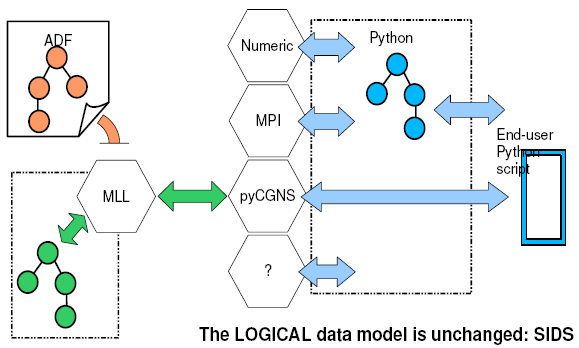 ADF
Numeric
Python
MPI
End-user
Python
script
MLL
pyCGNS
?
The LOGICAL data model is unchanged: SIDS